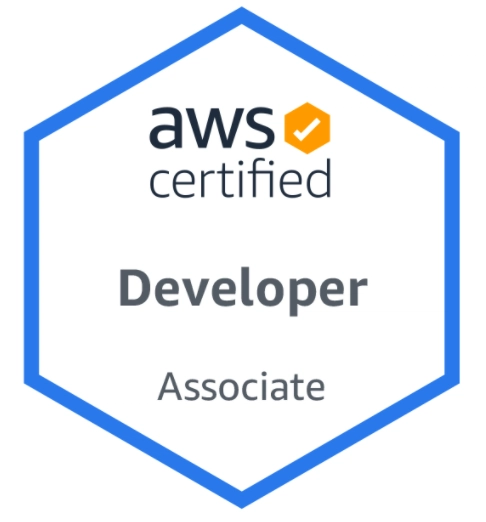 aws
certified
Developer
Associate